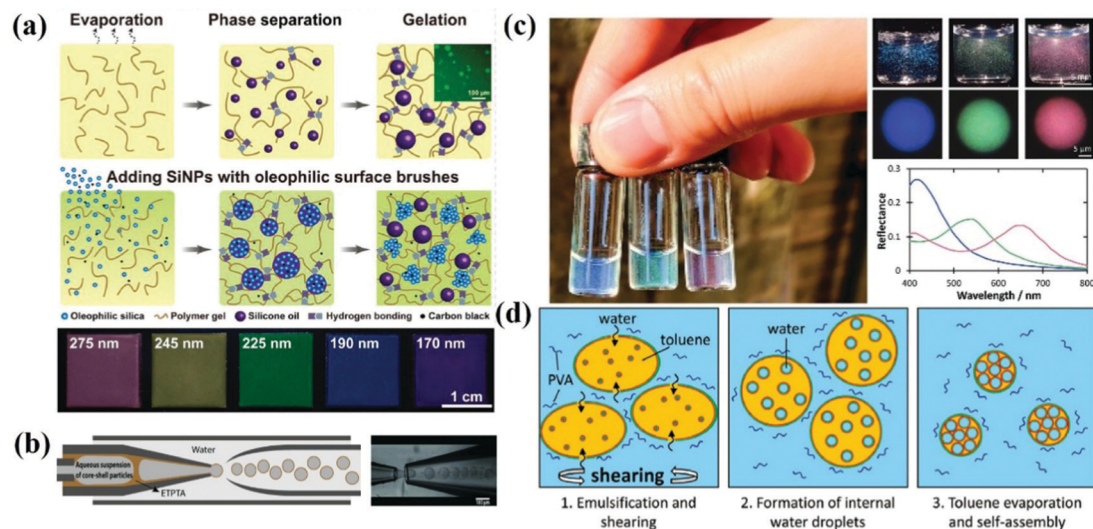 (a)
Evaporation
Phase separation
Gelation
100 μm
Adding SiNPs with oleophilic surface brushes
Oleophilic silica
Polymer gel
Silicone oil
Hydrogen bonding
Carbon black
275 nm
245 nm
225 nm
190 nm
170 nm
1 cm
(b)
Water
Aqueous suspension
of core-shell particles
ETPTA
(c)
5 mm
5 μm
Reflectance
0.3
0.2
0.1
0
400
500
600
700
800
Wavelength / nm
(d)
water
toluene
PVA
shearing
1. Emulsification and
shearing
water
2. Formation of internal
water droplets
3. Toluene evaporation
and self-assembly